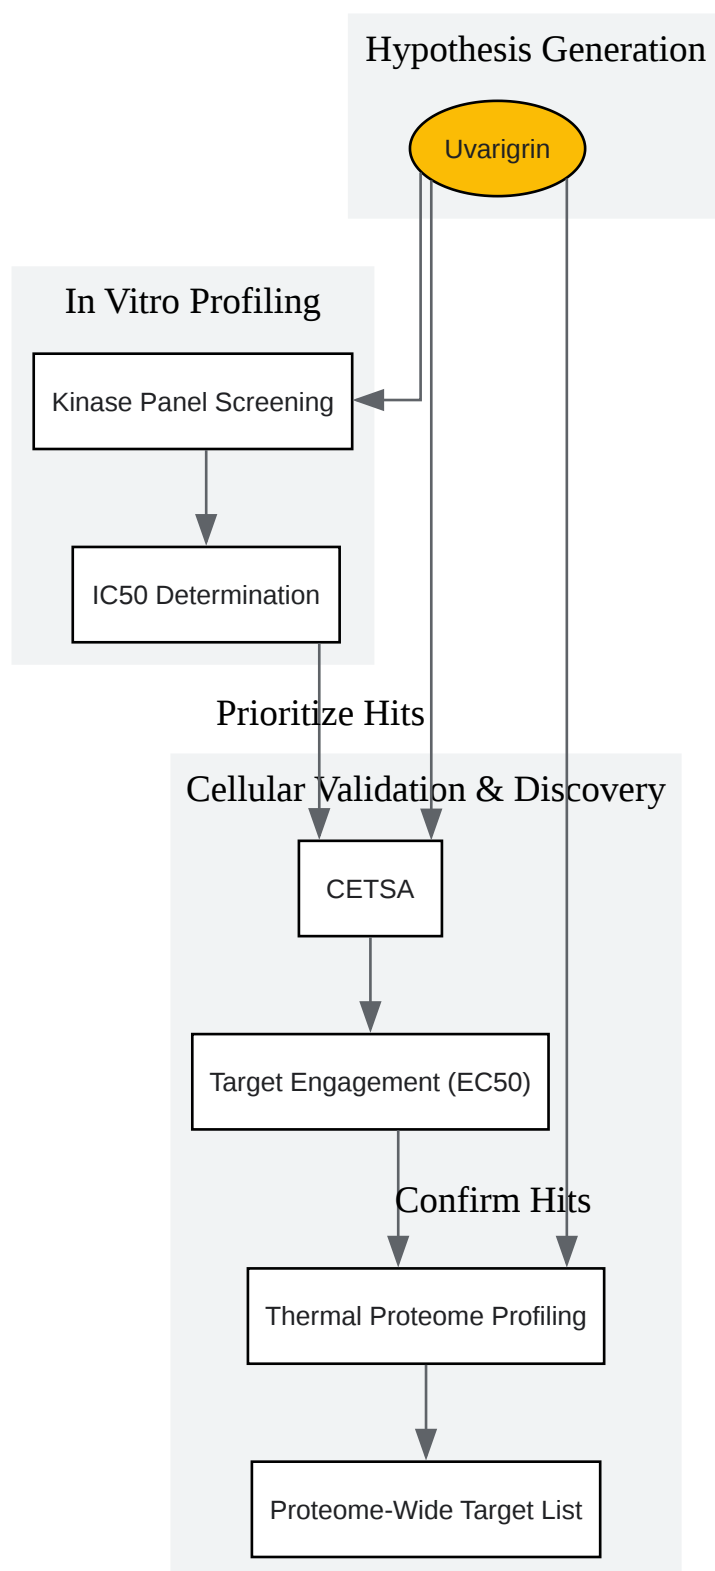 Hypothesis Generation
Uvarigrin
In Vitro Profiling
Kinase Panel Screening
IC50 Determination
Prioritize Hits
Cellular Validation & Discovery
CETSA
Target Engagement (EC50)
Confirm Hits
Thermal Proteome Profiling
Proteome-Wide Target List